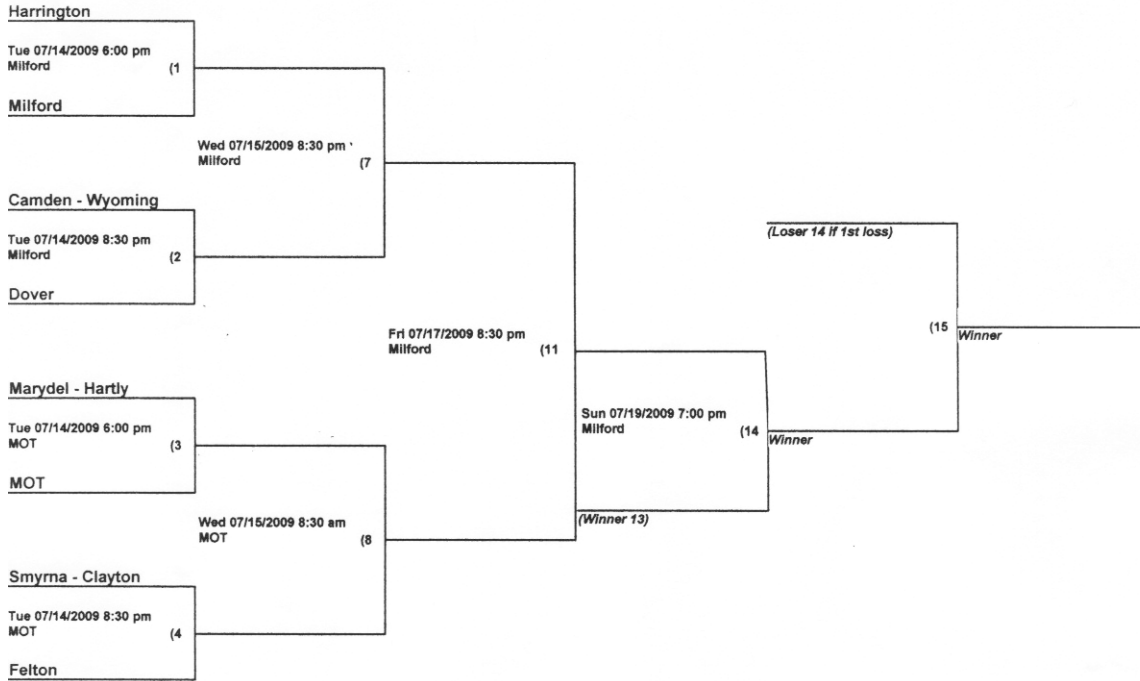 Harrington
Tue 07/14/2009 6:00 pm
Milford
(1
Milford
Wed 07/15/2009 8:30 pm
Milford
(7
Camden - Wyoming
Tue 07/14/2009 8:30 pm
Milford
(2
Dover
(Loser 14 if 1st loss)
(15
Winner
Fri 07/17/2009 8:30 pm
Milford
(11
Marydel - Hartly
Tue 07/14/2009 6:00 pm
MOT
(3
MOT
Sun 07/19/2009 7:00 pm
Milford
(14
Winner
(Winner 13)
Wed 07/15/2009 8:30 am
MOT
(8
Smyrna - Clayton
Tue 07/14/2009 8:30 pm
MOT
(4
Felton